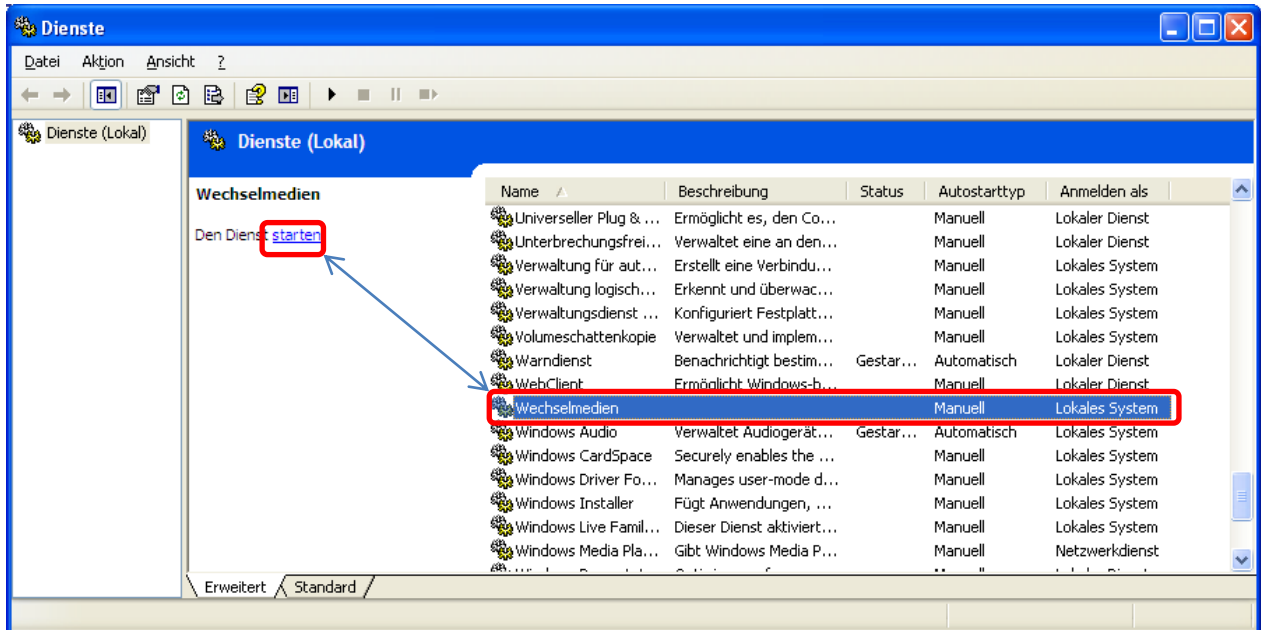 Dienste
Datei Aktion Ansicht ?
Dienste (Lokal)
Dienste (Lokal)
Wechselmedien
Den Dienst starten
Name Beschreibung Status Autostarttyp Anmelden als
Universeller Plug & ... Ermöglicht es, den Co... Manuell Lokaler Dienst
Unterbrechungsfrei... Verwaltet eine an den... Manuell Lokaler Dienst
Verwaltung für aut... Erstellt eine Verbindu... Manuell Lokales System
Verwaltung logisch... Erkennt und überwac... Manuell Lokales System
Verwaltungsdienst ... Konfiguriert Festplatt... Manuell Lokales System
Volumeschattenkopie Verwaltet und implem... Manuell Lokales System
Warndienst Benachrichtigt bestim... Gestar... Automatisch Lokaler Dienst
WebClient Ermöglicht Windows-b... Manuell Lokaler Dienst
Wechselmedien Manuell Lokales System
Windows Audio Verwaltet Audiogerät... Gestar... Automatisch Lokales System
Windows CardSpace Securely enables the ... Manuell Lokales System
Windows Driver Fo... Manages user-mode d... Manuell Lokales System
Windows Installer Fügt Anwendungen, ... Manuell Lokales System
Windows Live Famil... Dieser Dienst aktiviert... Manuell Lokales System
Windows Media Pla... Gibt Windows Media P... Manuell Netzwerkdienst
Erweitert Standard